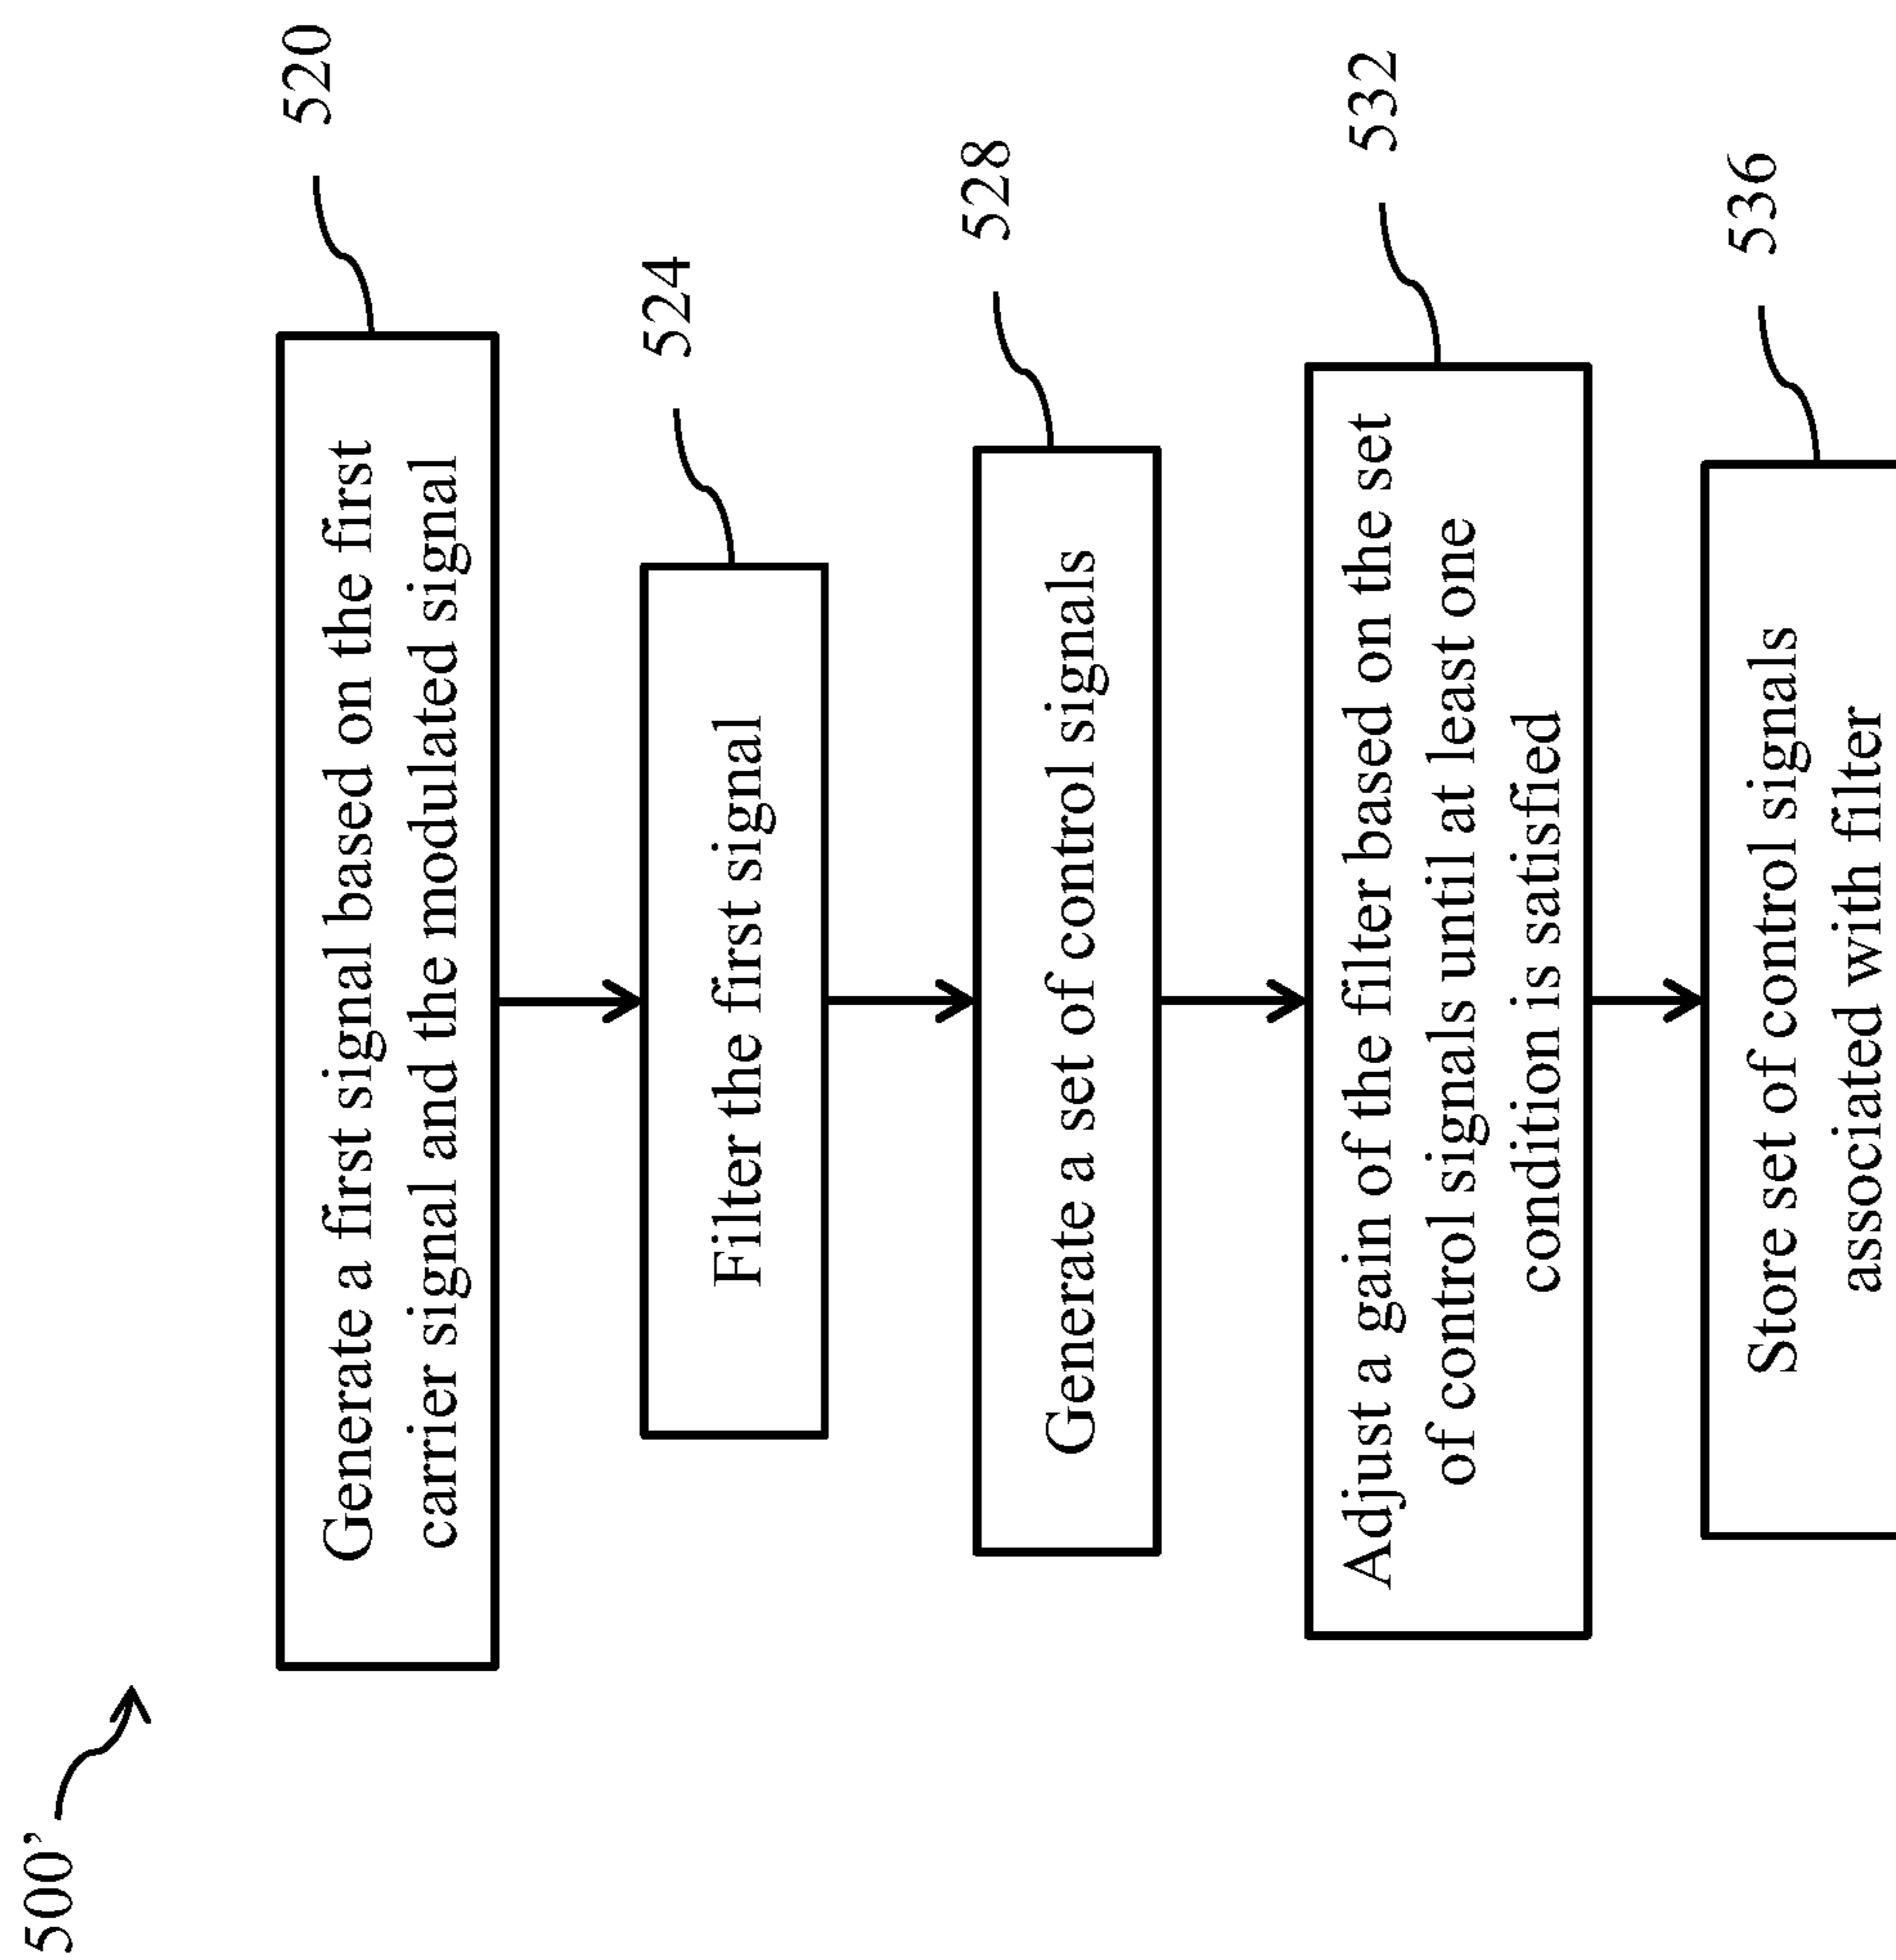 500’
Generate a first signal based on the first
carrier signal and the modulated signal
520
Filter the first signal
524
Generate a set of control signals
528
Adjust a gain of the filter based on the set
of control signals until at least one
condition is satisfied
532
Store set of control signals
associated with filter
536